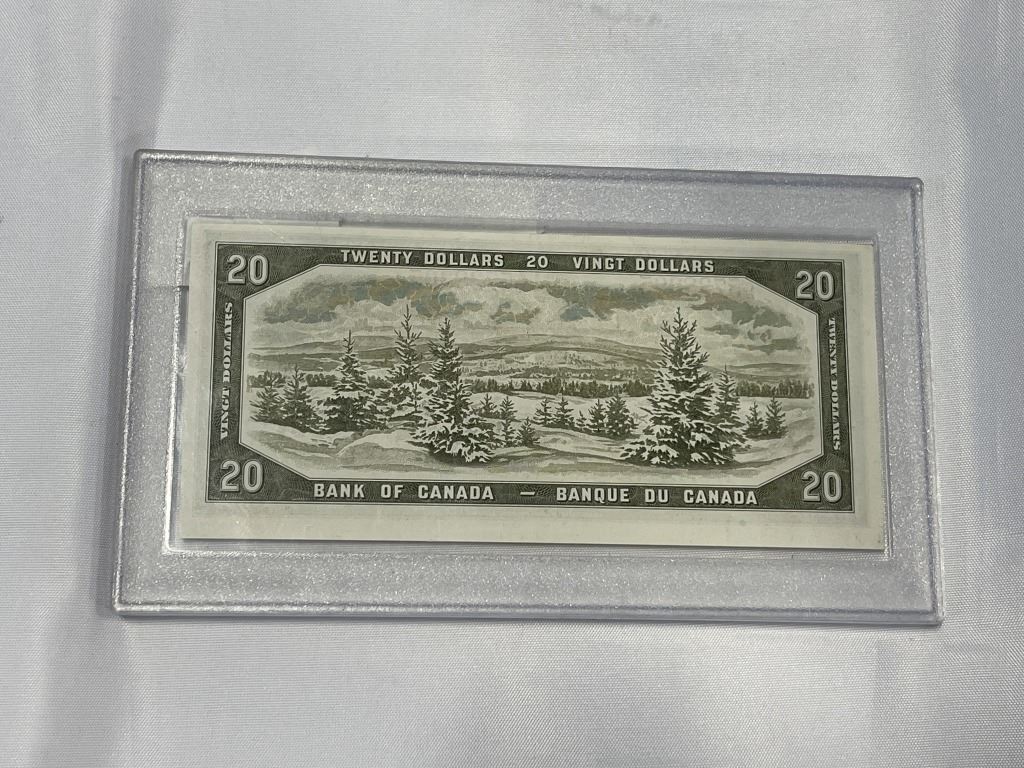 20
TWENTY DOLLARS 20 VINGT DOLLARS
20
VINGT DOLLARS
TWENTY DOLLARS
20
BANK OF CANADA — BANQUE DU CANADA
20